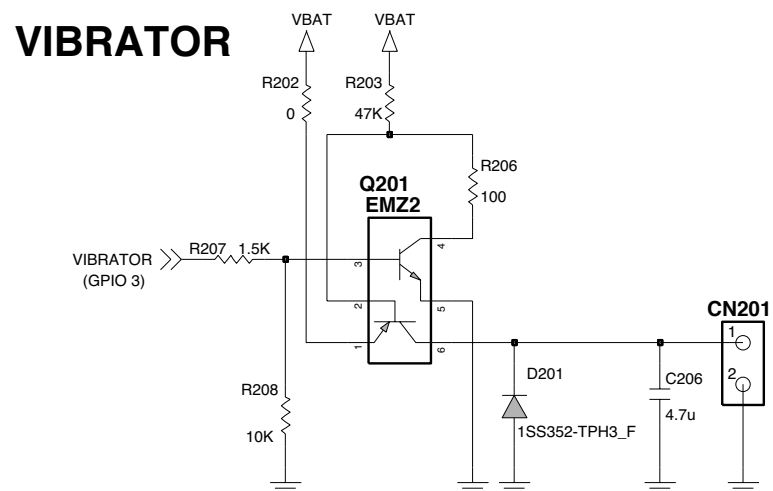 VIBRATOR
VBAT
VBAT
R202
0
R203
47K
R206
100
Q201
EMZ2
4
VIBRATOR
(GPIO 3)
R207 1.5K
3
2
5
1
6
CN201
1
2
D201
1SS352-TPH3_F
C206
4.7u
R208
10K